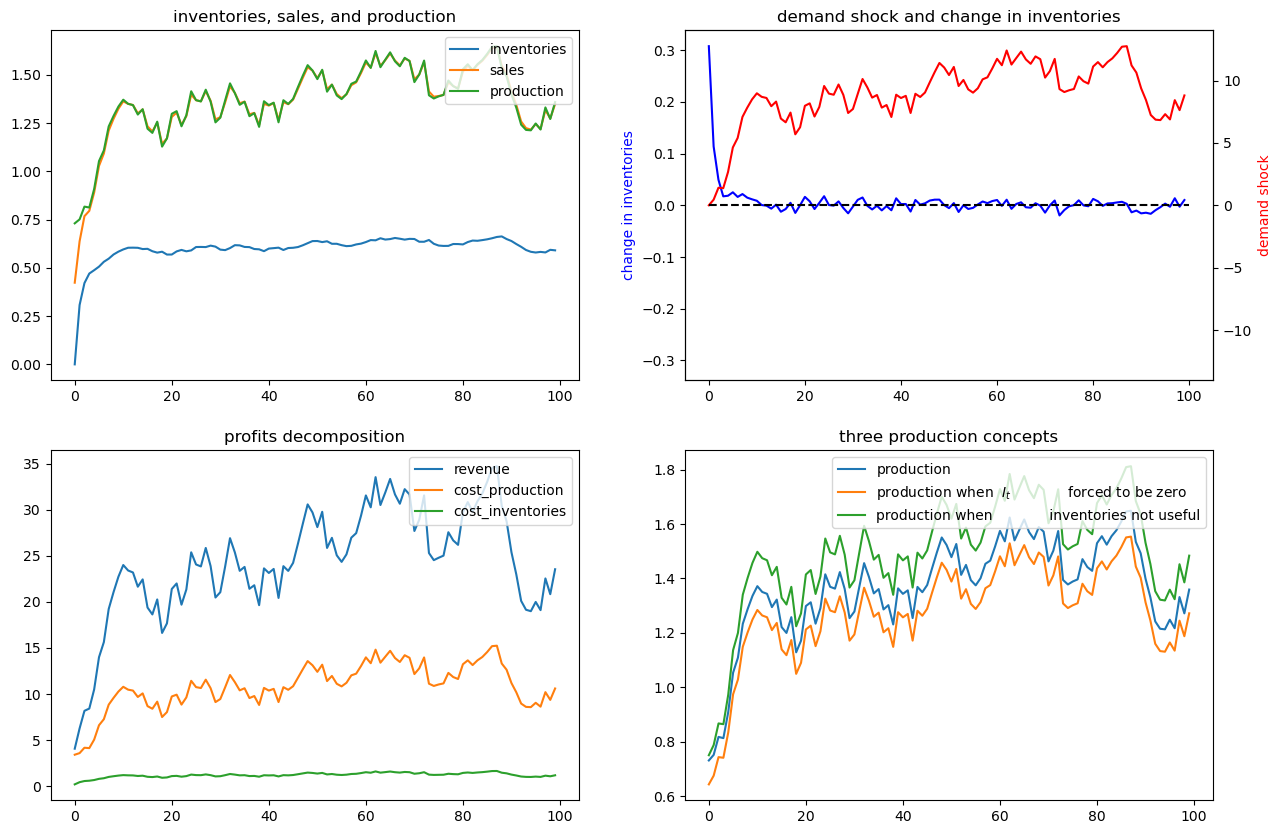 inventories, sales, and production
inventories
sales
production
1.50
1.25
1.00
0.75
0.50
0.25
0.00
0 20 40 60 80 100
demand shock and change in inventories
change in inventories
0.3
0.2
0.1
0.0
−0.1
−0.2
−0.3
10
5
0
−5
−10
demand shock
0 20 40 60 80 100
profits decomposition
revenue
cost_production
cost_inventories
35
30
25
20
15
10
5
0
0 20 40 60 80 100
three production concepts
production
production when I_t forced to be zero
production when inventories not useful
1.8
1.6
1.4
1.2
1.0
0.8
0.6
0 20 40 60 80 100